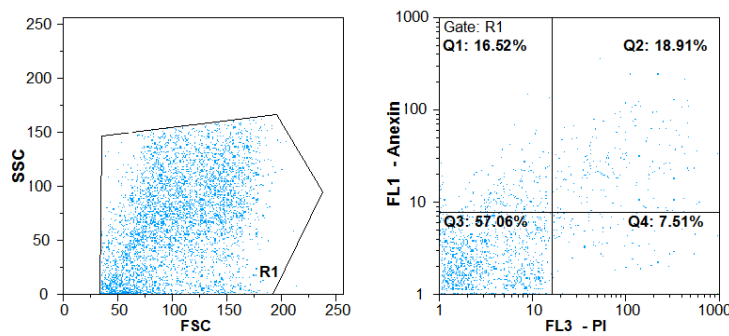 250
200
150
100
50
0
SSC
R1
0 50 100 150 200 250
FSC
1000
100
10
1
FL1 - Anexin
Gate: R1
Q1: 16.52% Q2: 18.91%
Q3: 57.06% Q4: 7.51%
1 10 100 1000
FL3 - PI